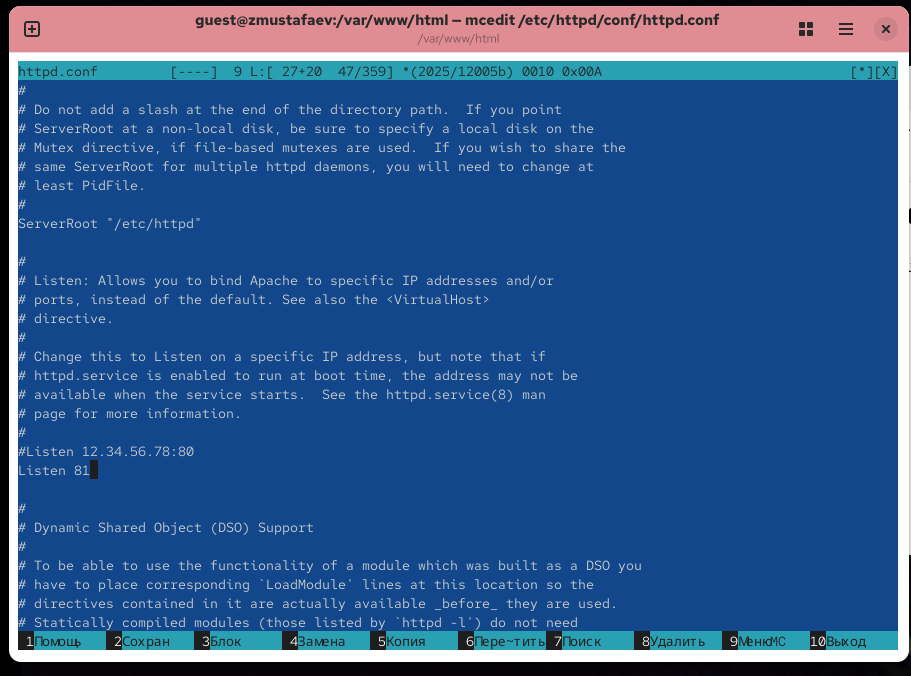 guest@zmustafaev:/var/www/html — mcedit /etc/httpd/conf/httpd.conf
/var/www/html
httpd.conf         [----]  9 L:[ 27+20  47/359] *(2025/12005b) 0010 0x00A                               [*][X]
#
# Do not add a slash at the end of the directory path.  If you point
# ServerRoot at a non-local disk, be sure to specify a local disk on the
# Mutex directive, if file-based mutexes are used.  If you wish to share the
# same ServerRoot for multiple httpd daemons, you will need to change at
# least PidFile.
#
ServerRoot "/etc/httpd"

#
# Listen: Allows you to bind Apache to specific IP addresses and/or
# ports, instead of the default. See also the <VirtualHost>
# directive.
#
# Change this to Listen on a specific IP address, but note that if
# httpd.service is enabled to run at boot time, the address may not be
# available when the service starts.  See the httpd.service(8) man
# page for more information.
#
#Listen 12.34.56.78:80
Listen 81

#
# Dynamic Shared Object (DSO) Support
#
# To be able to use the functionality of a module which was built as a DSO you
# have to place corresponding `LoadModule' lines at this location so the
# directives contained in it are actually available _before_ they are used.
# Statically compiled modules (those listed by `httpd -l') do not need
1Помощь 2Сохран 3Блок 4Замена 5Копия 6Пере~тить 7Поиск 8Удалить 9МенюMC 10Выход